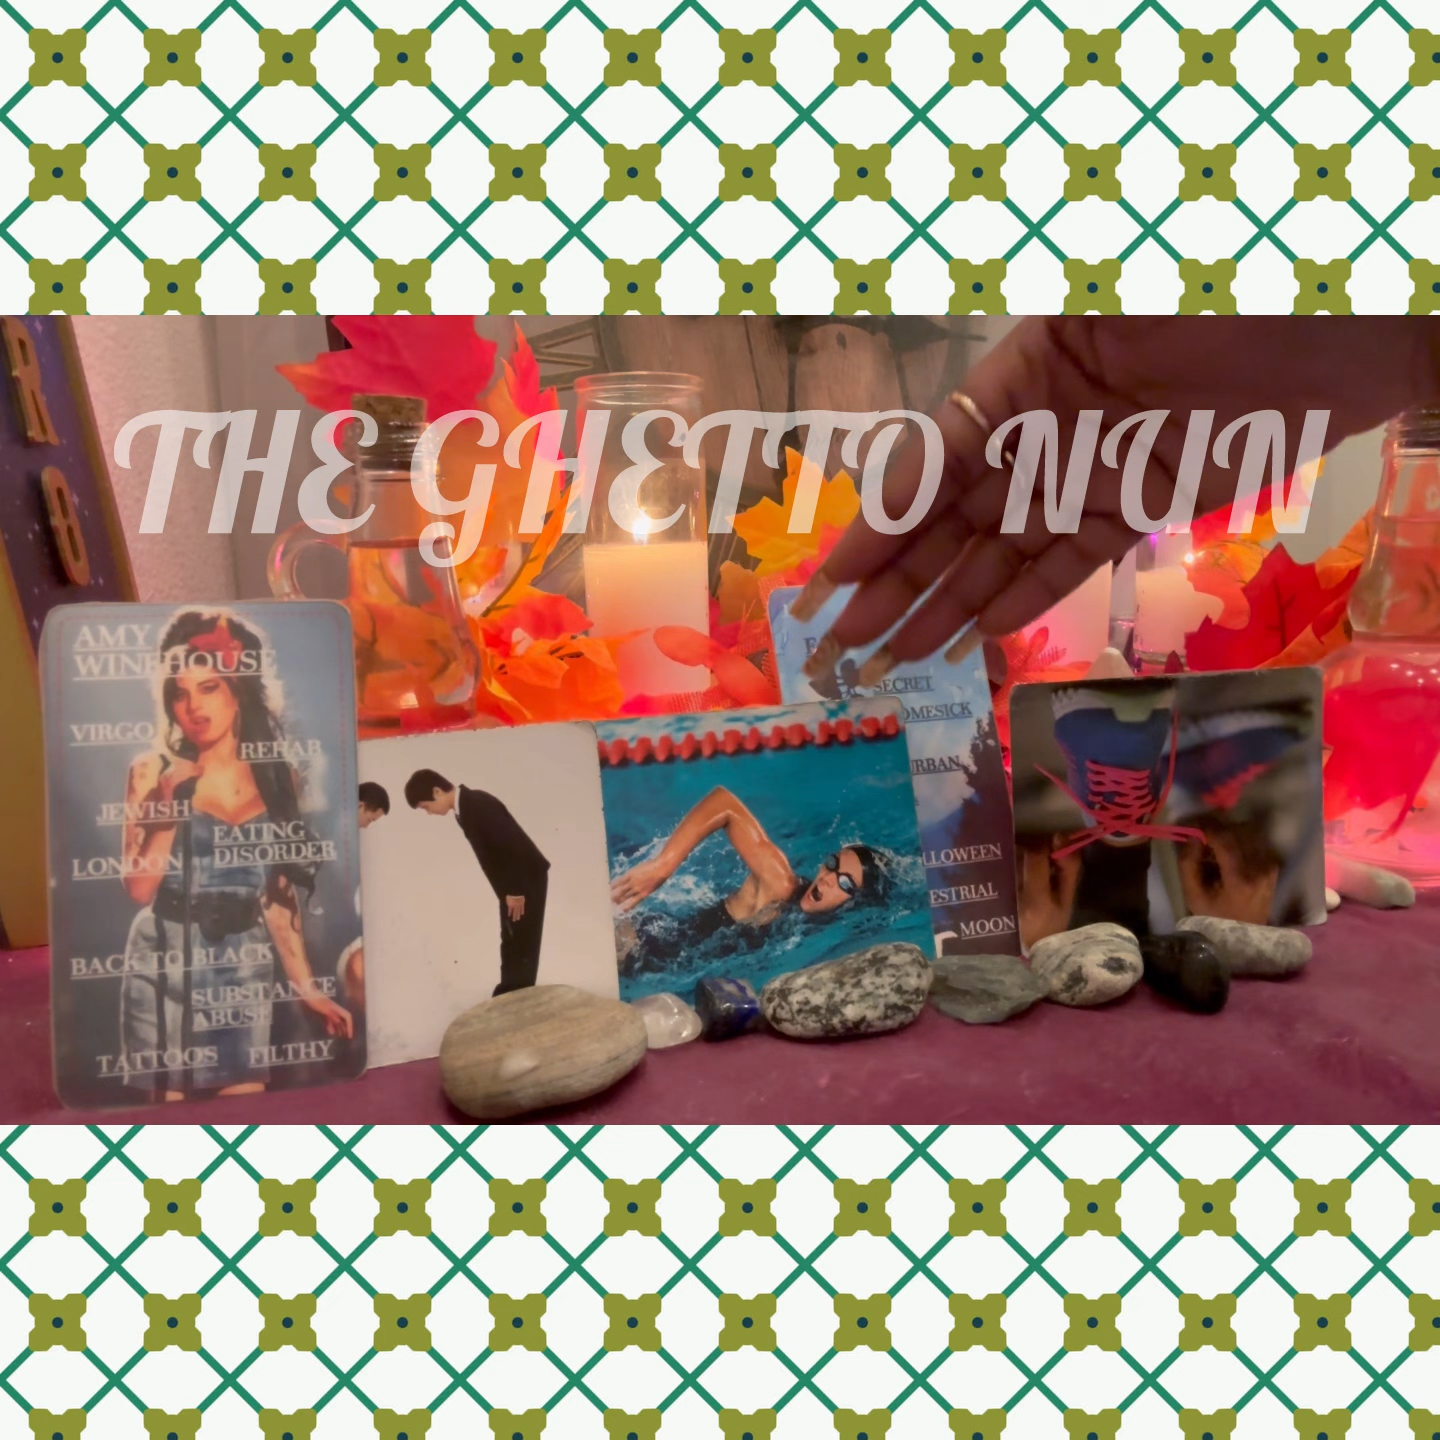 THE GHETTO NUN
R
O
AMY
WINEHOUSE
VIRGO
REHAB
JEWISH
EATING
DISORDER
LONDON
BACK TO BLACK
SUBSTANCE
ABUSE
TATTOOS FILTHY
SECRET
OMESICK
URBAN
LLOWEEN
ESTRIAL
MOON